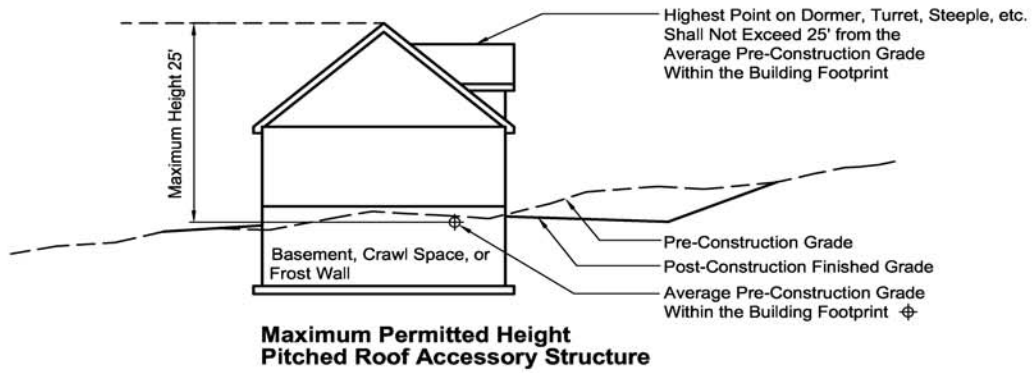 Highest Point on Dormer, Turret, Steeple, etc.
Shall Not Exceed 25' from the
Average Pre-Construction Grade
Within the Building Footprint
Maximum Height 25'
Basement, Crawl Space, or
Frost Wall
Pre-Construction Grade
Post-Construction Finished Grade
Average Pre-Construction Grade
Within the Building Footprint
Maximum Permitted Height
Pitched Roof Accessory Structure